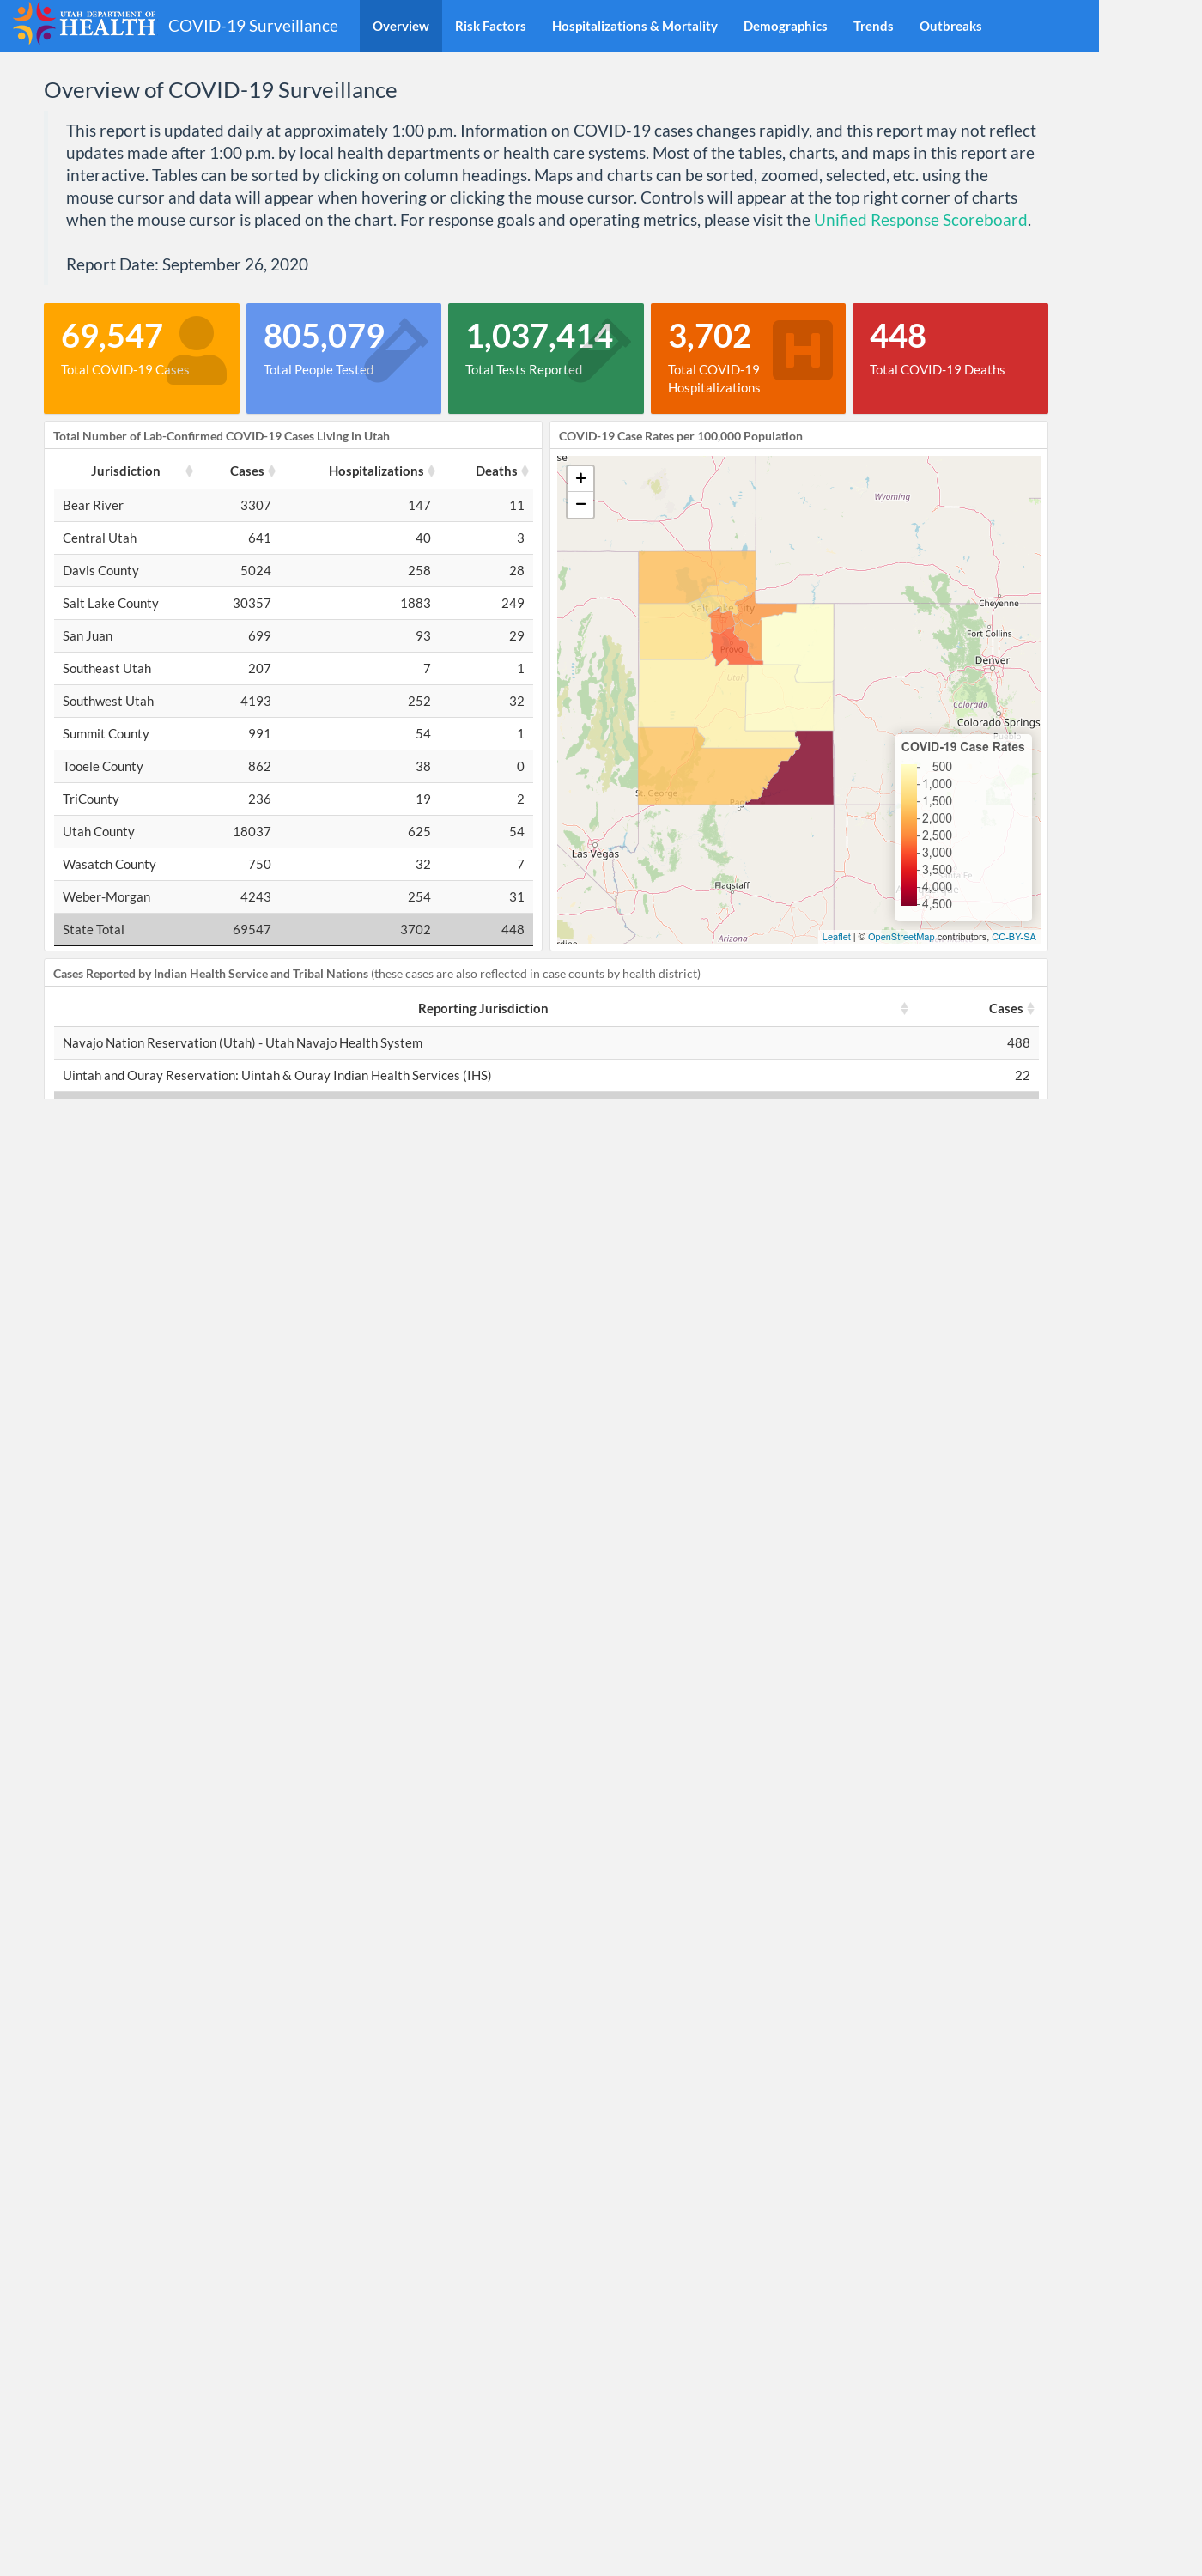 UTAH DEPARTMENT OF
HEALTH
COVID-19 Surveillance
Overview
Risk Factors
Hospitalizations & Mortality
Demographics
Trends
Outbreaks
Overview of COVID-19 Surveillance
This report is updated daily at approximately 1:00 p.m. Information on COVID-19 cases changes rapidly, and this report may not reflect
updates made after 1:00 p.m. by local health departments or health care systems. Most of the tables, charts, and maps in this report are
interactive. Tables can be sorted by clicking on column headings. Maps and charts can be sorted, zoomed, selected, etc. using the
mouse cursor and data will appear when hovering or clicking the mouse cursor. Controls will appear at the top right corner of charts
when the mouse cursor is placed on the chart. For response goals and operating metrics, please visit the Unified Response Scoreboard.
Report Date: September 26, 2020
69,547
Total COVID-19 Cases
805,079
Total People Tested
1,037,414
Total Tests Reported
3,702
Total COVID-19
Hospitalizations
H
448
Total COVID-19 Deaths
Total Number of Lab-Confirmed COVID-19 Cases Living in Utah
Jurisdiction Cases Hospitalizations Deaths
Bear River 3307 147 11
Central Utah 641 40 3
Davis County 5024 258 28
Salt Lake County 30357 1883 249
San Juan 699 93 29
Southeast Utah 207 7 1
Southwest Utah 4193 252 32
Summit County 991 54 1
Tooele County 862 38 0
TriCounty 236 19 2
Utah County 18037 625 54
Wasatch County 750 32 7
Weber-Morgan 4243 254 31
State Total 69547 3702 448
COVID-19 Case Rates per 100,000 Population
se
+
−
Wyoming
Salt Lake City
Cheyenne
Fort Collins
Provo
Denver
Utah
Colorado
Colorado Springs
Pueblo
St. George
Page
Las Vegas
Flagstaff
Santa Fe
Arizona
rdino
COVID-19 Case Rates
500
1,000
1,500
2,000
2,500
3,000
3,500
4,000
4,500
Leaflet | © OpenStreetMap contributors, CC-BY-SA
Cases Reported by Indian Health Service and Tribal Nations (these cases are also reflected in case counts by health district)
Reporting Jurisdiction Cases
Navajo Nation Reservation (Utah) - Utah Navajo Health System 488
Uintah and Ouray Reservation: Uintah & Ouray Indian Health Services (IHS) 22